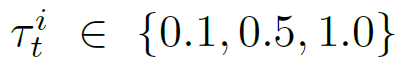 τ_t^i ∈ {0.1, 0.5, 1.0}